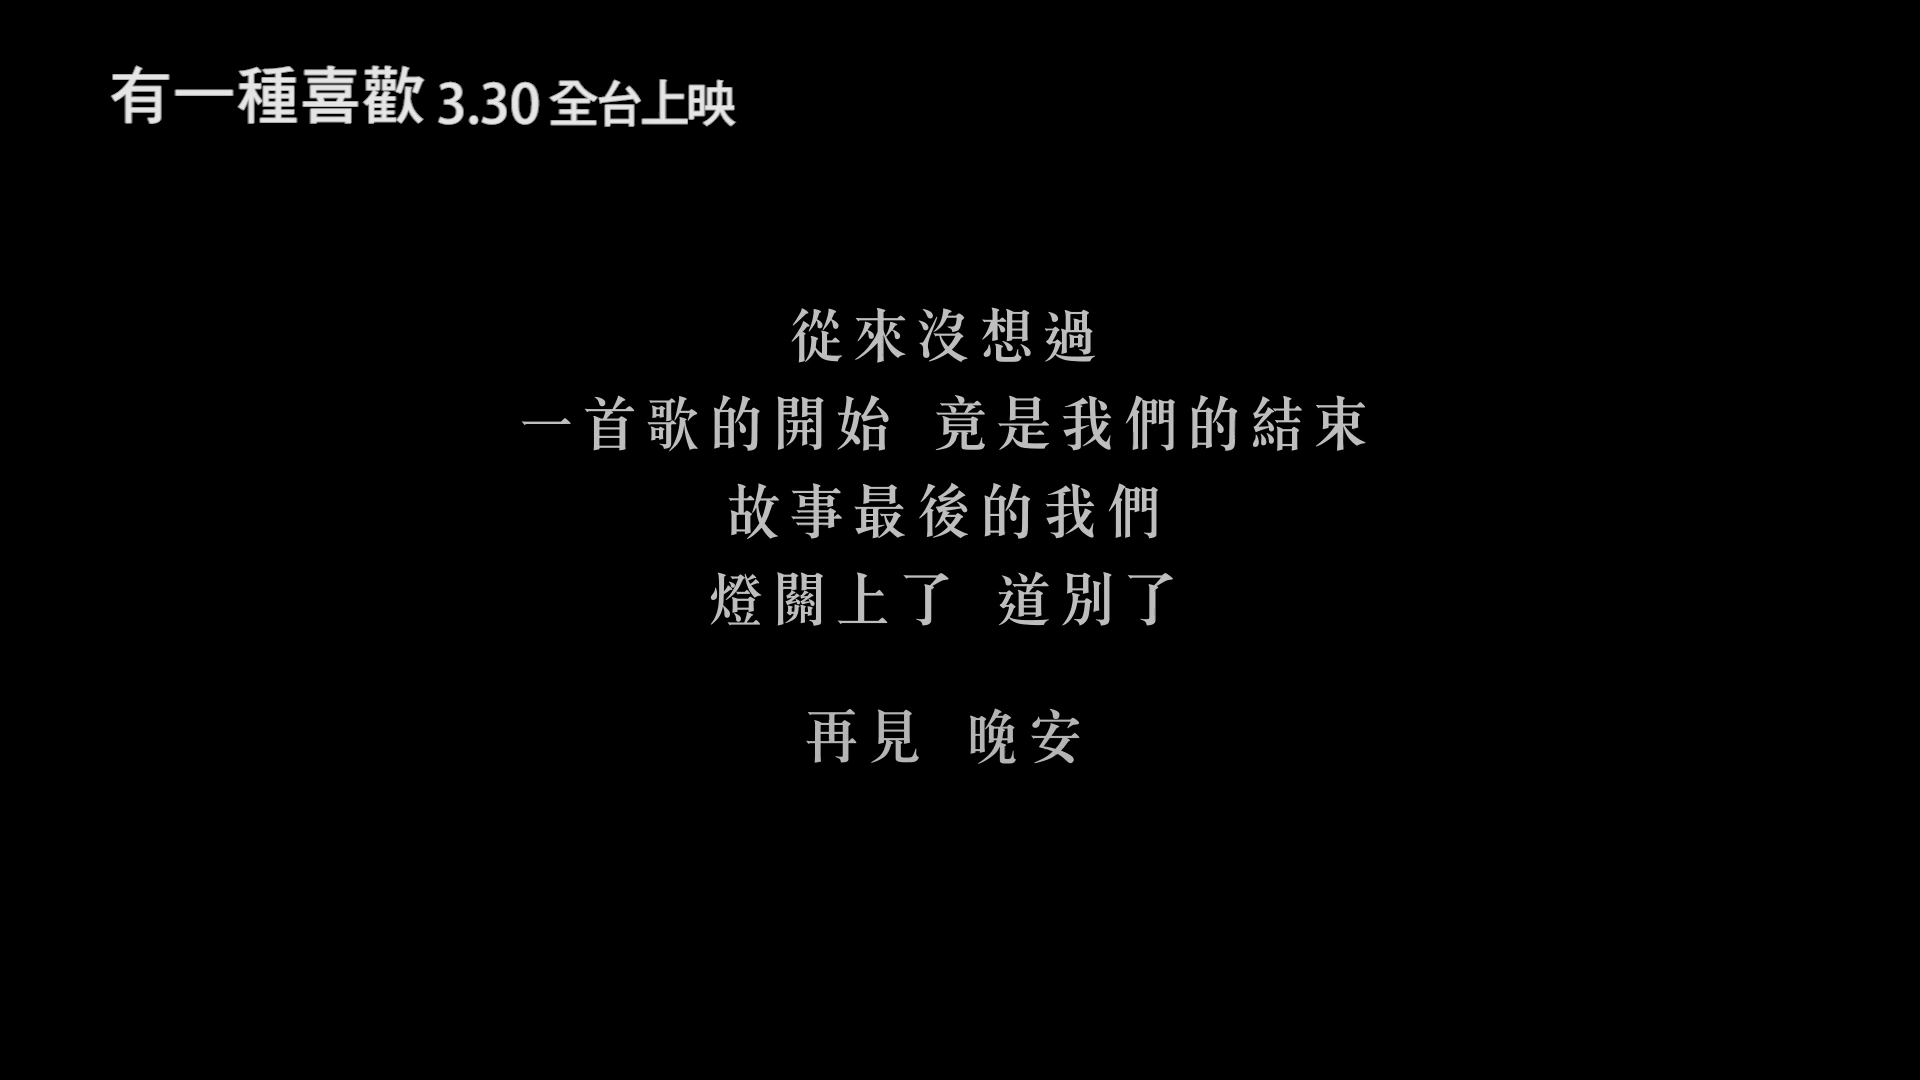 有一種喜歡 3.30 全台上映
從來沒想過
一首歌的開始 竟是我們的結束
故事最後的我們
燈關上了 道別了
再見 晚安